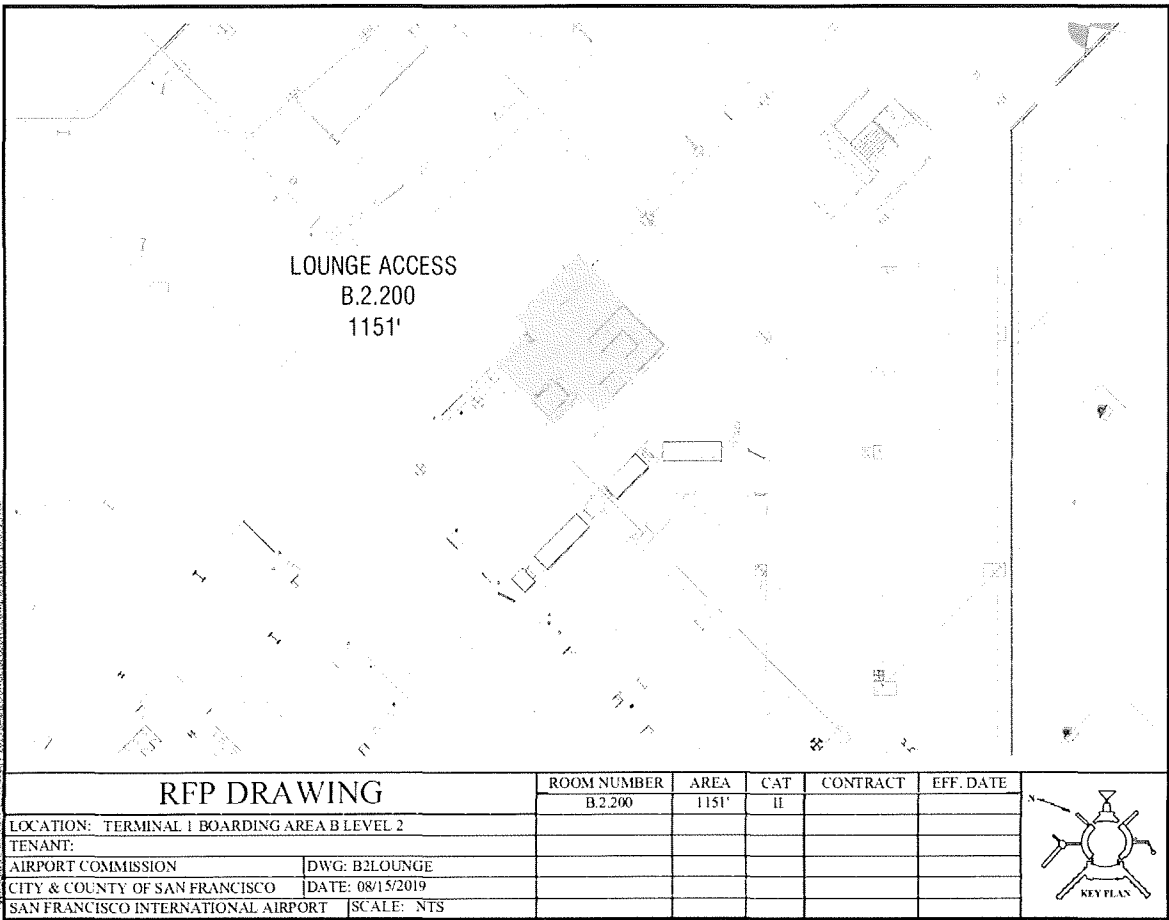 LOUNGE ACCESS
B.2.200
1151'
RFP DRAWING
ROOM NUMBER AREA CAT CONTRACT EFF. DATE
B.2.200 1151' II
LOCATION: TERMINAL 1 BOARDING AREA B LEVEL 2
TENANT:
AIRPORT COMMISSION DWG: B2LOUNGE
CITY & COUNTY OF SAN FRANCISCO DATE: 08/15/2019
SAN FRANCISCO INTERNATIONAL AIRPORT SCALE: NTS
N
KEY PLAN